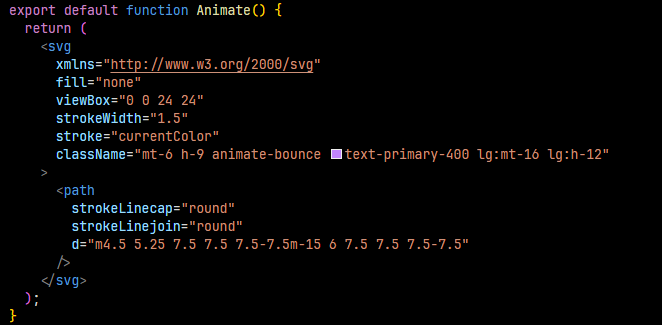 export default function Animate() {
  return (
    <svg
      xmlns="http://www.w3.org/2000/svg"
      fill="none"
      viewBox="0 0 24 24"
      strokeWidth="1.5"
      stroke="currentColor"
      className="mt-6 h-9 animate-bounce text-primary-400 lg:mt-16 lg:h-12"
    >
      <path
        strokeLinecap="round"
        strokeLinejoin="round"
        d="m4.5 5.25 7.5 7.5 7.5-7.5m-15 6 7.5 7.5 7.5-7.5"
      />
    </svg>
  );
}